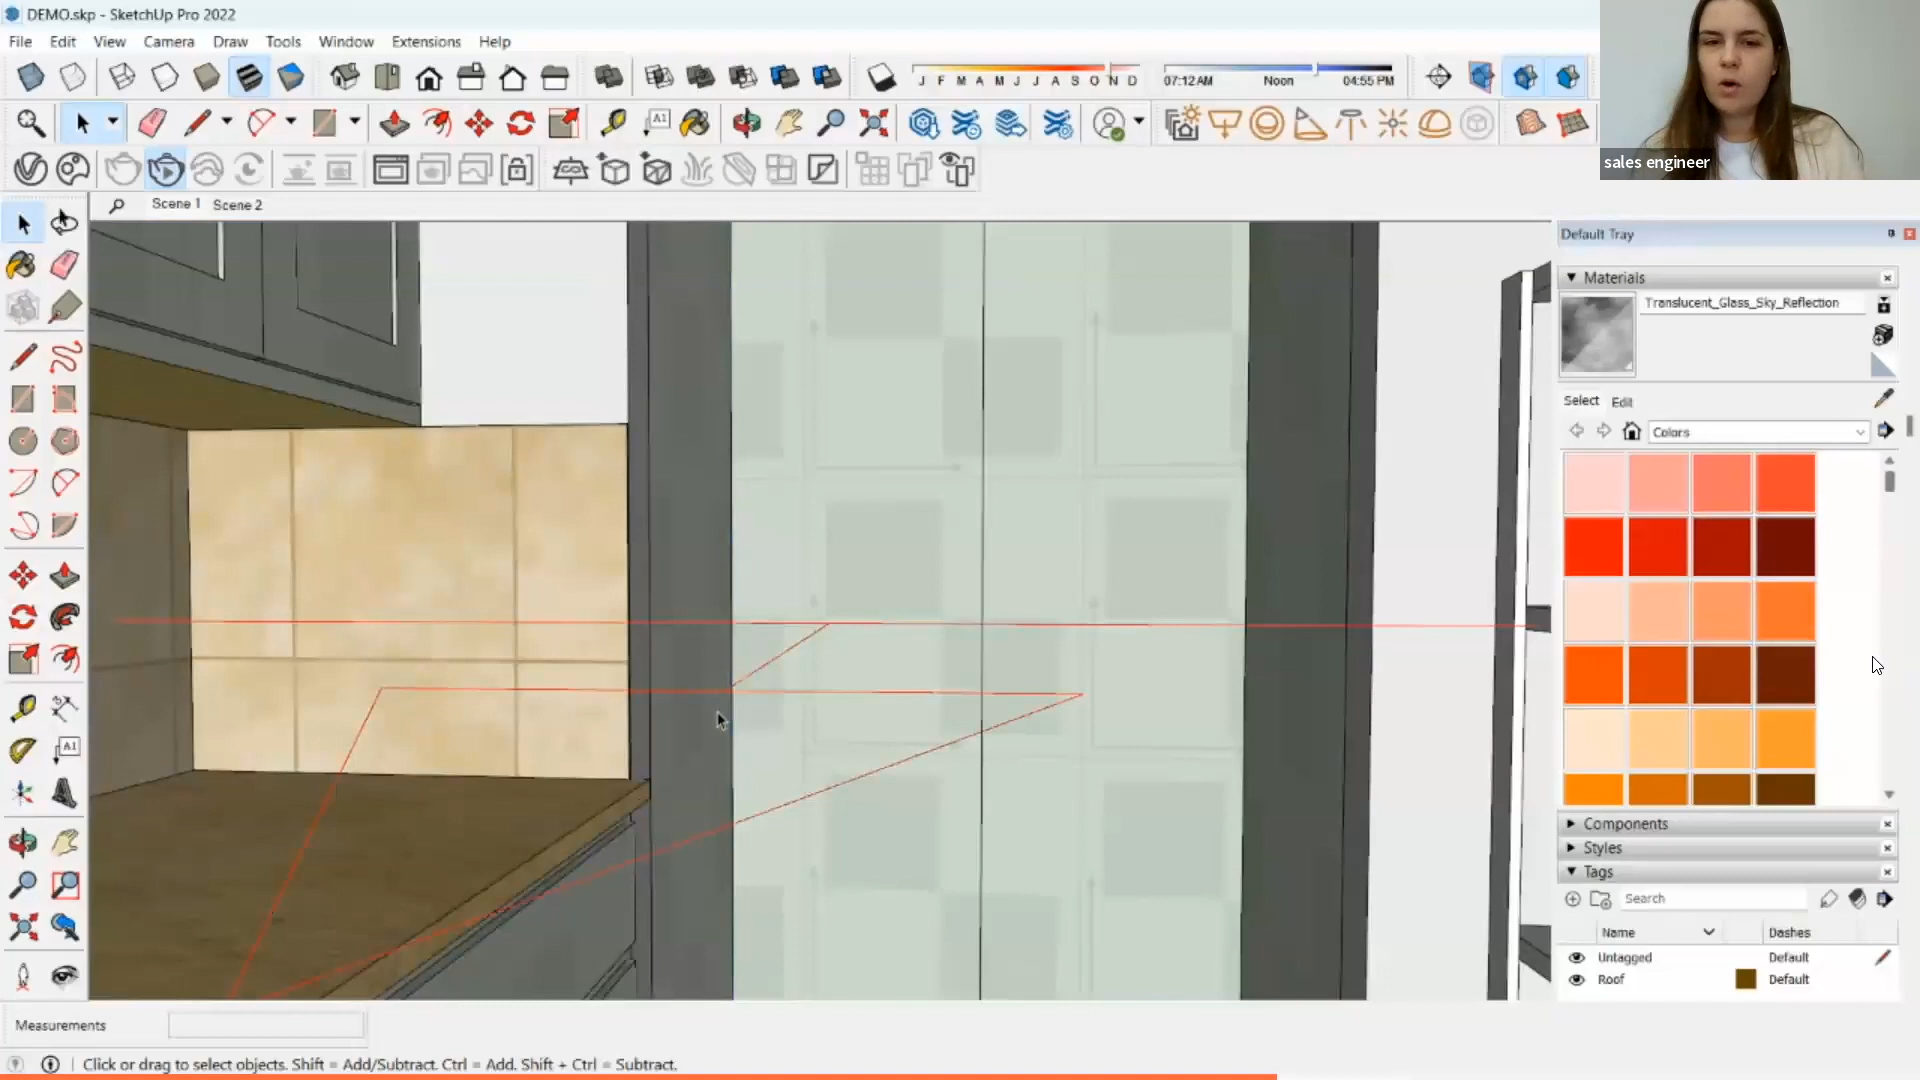 DEMO.skp - SketchUp Pro 2022
File Edit View Camera Draw Tools Window Extensions Help
J F M A M J J A S O N D
07:12 AM Noon 04:55 PM
A1
sales engineer
Scene 1 Scene 2
Default Tray
Materials
Translucent_Glass_Sky_Reflection
Select Edit
Colors
A1
Components
Styles
Tags
Search
Name Dashes
Untagged Default
Roof Default
Measurements
Click or drag to select objects. Shift = Add/Subtract. Ctrl = Add. Shift + Ctrl = Subtract.